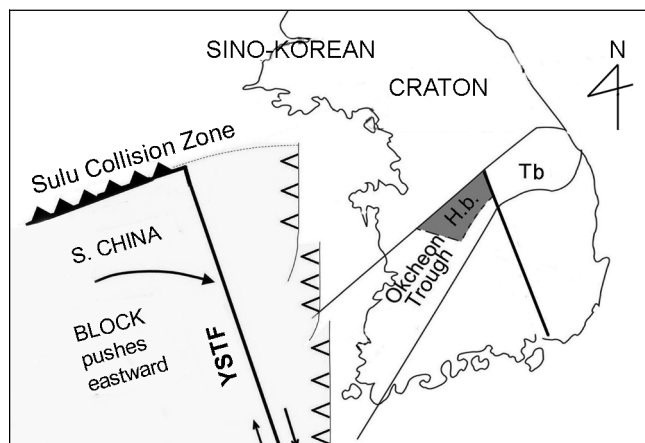 SINO-KOREAN
CRATON
N
Sulu Collision Zone
Tb
H.b.
Okcheon
Trough
S. CHINA
BLOCK
pushes
eastward
YSTF